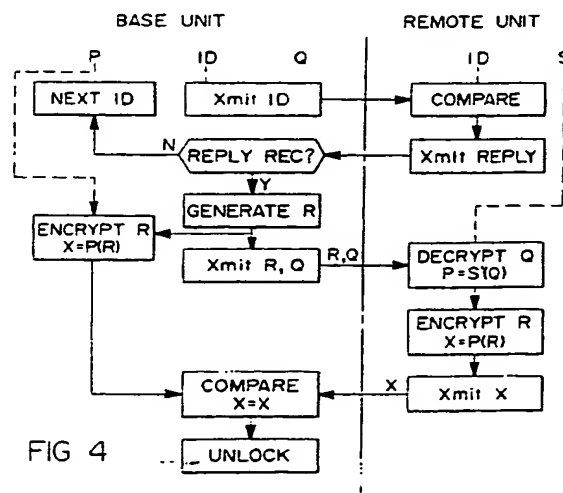 BASE UNIT
REMOTE UNIT
P
ID
Q
ID
S
NEXT ID
Xmit ID
COMPARE
N
REPLY REC?
Xmit REPLY
Y
GENERATE R
ENCRYPT R
X=P(R)
Xmit R, Q
R,Q
DECRYPT Q
P=S'(Q)
ENCRYPT R
X=P(R)
COMPARE
X=X
X
Xmit X
FIG 4
UNLOCK